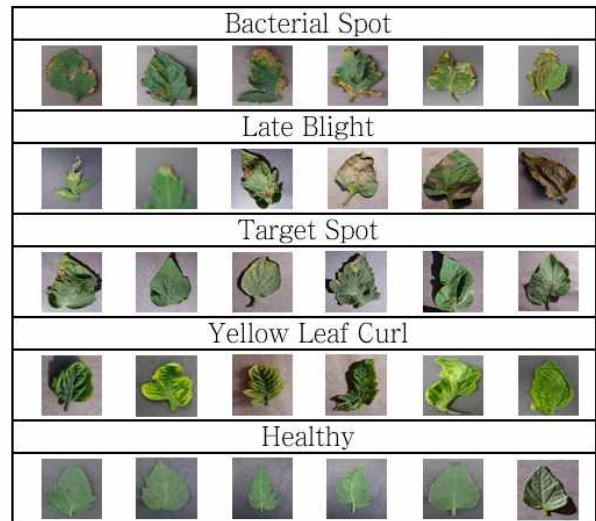 Bacterial Spot
Late Blight
Target Spot
Yellow Leaf Curl
Healthy